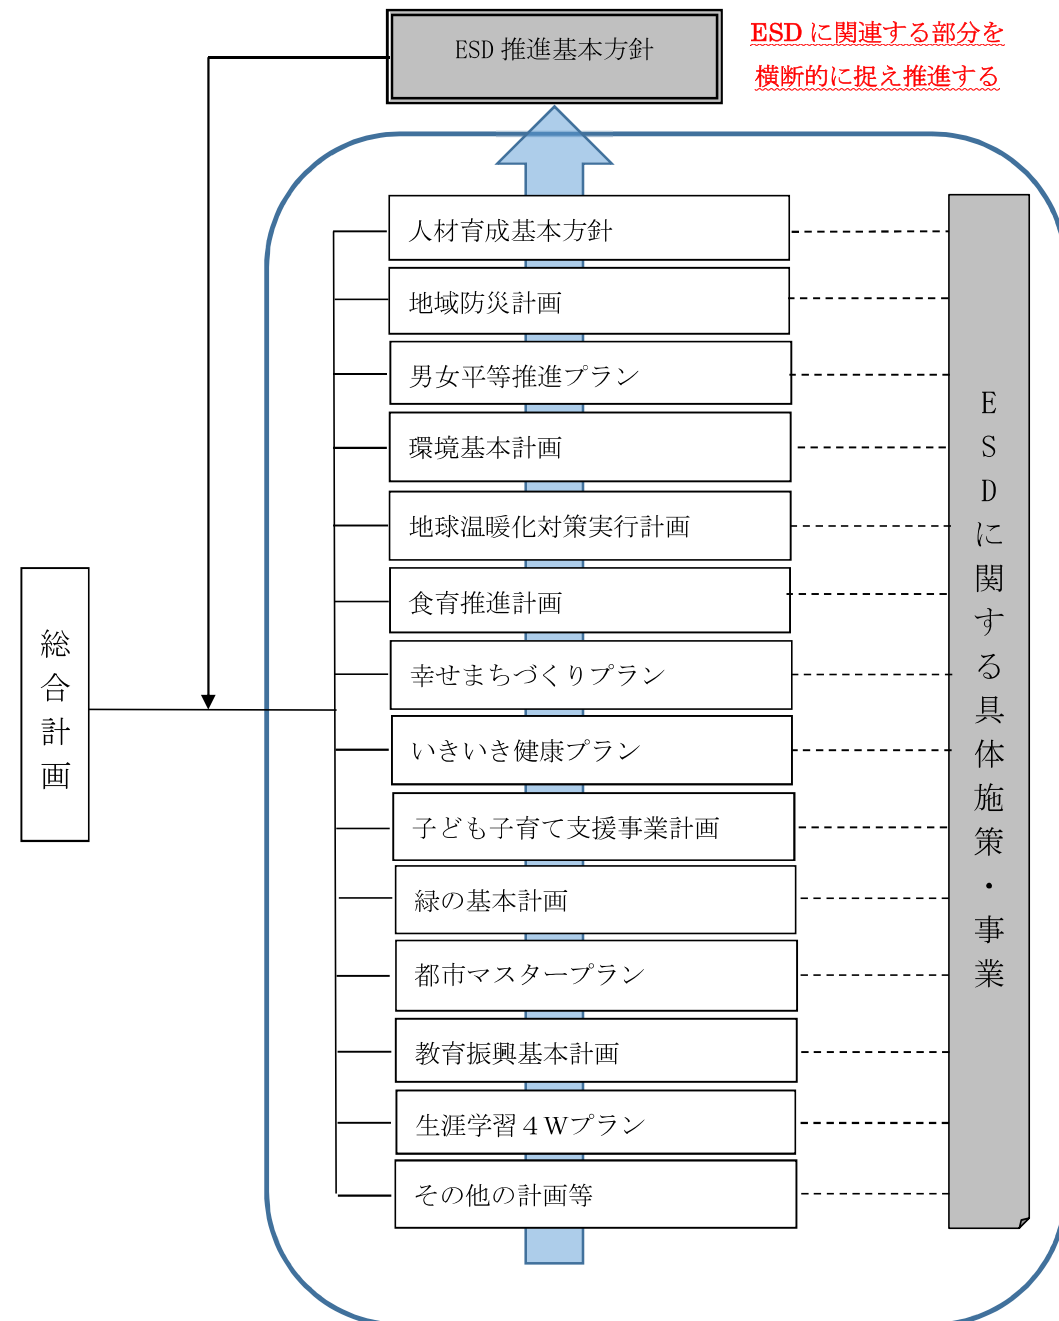 ESD 推進基本方針
ESD に関連する部分を
横断的に捉え推進する
人材育成基本方針
地域防災計画
男女平等推進プラン
環境基本計画
地球温暖化対策実行計画
食育推進計画
幸せまちづくりプラン
いきいき健康プラン
子ども子育て支援事業計画
緑の基本計画
都市マスタープラン
教育振興基本計画
生涯学習４Ｗプラン
その他の計画等
総合計画
ＥＳＤに関する具体施策・事業